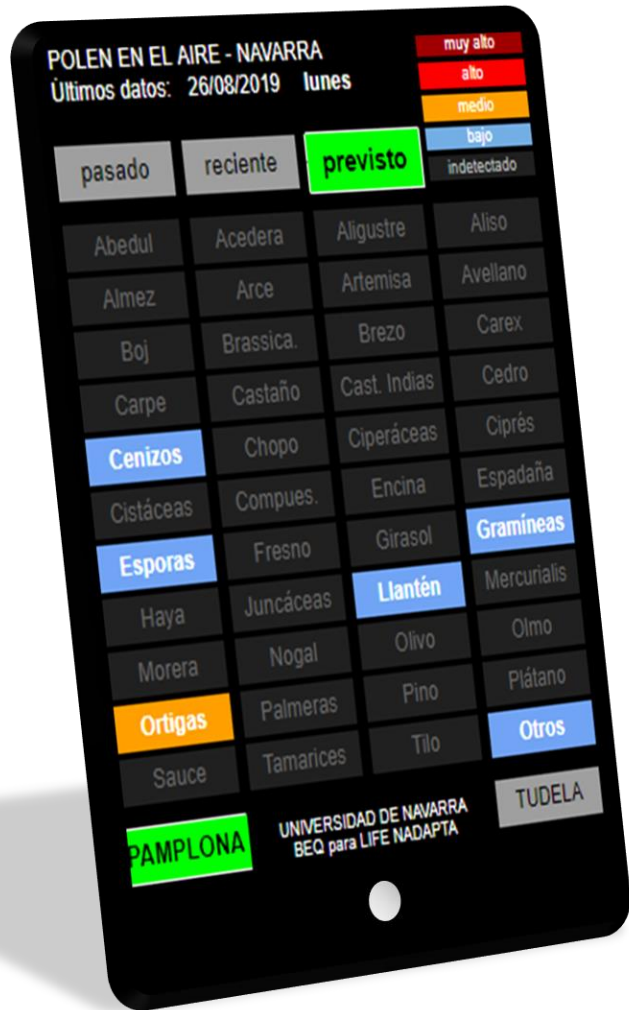 POLEN EN EL AIRE - NAVARRA
Últimos datos: 26/08/2019 lunes
muy alto
alto
medio
bajo
indetectado
pasado reciente previsto
Abedul Acedera Aligustre Aliso
Almez Arce Artemisa Avellano
Boj Brassica. Brezo Carex
Carpe Castaño Cast. Indias Cedro
Cenizos Chopo Ciperáceas Ciprés
Cistáceas Compues. Encina Espadaña
Esporas Fresno Girasol Gramíneas
Haya Juncáceas Llantén Mercurialis
Morera Nogal Olivo Olmo
Ortigas Palmeras Pino Plátano
Sauce Tamarices Tilo Otros
PAMPLONA
UNIVERSIDAD DE NAVARRA
BEQ para LIFE NADAPTA
TUDELA